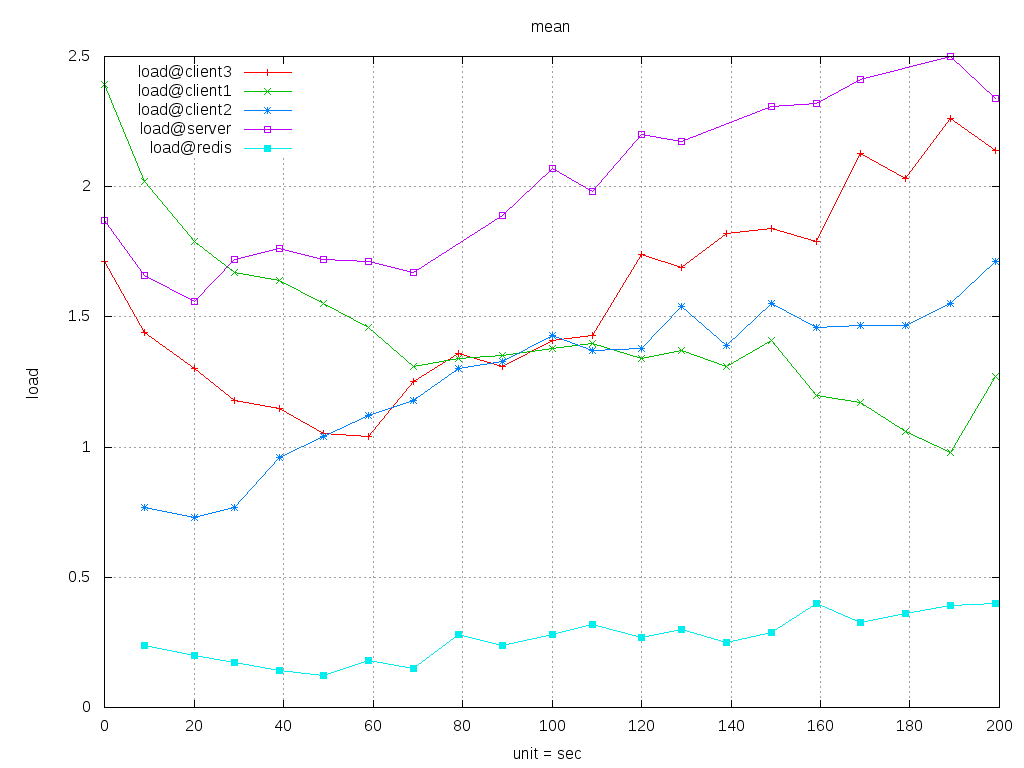 mean
2.5
2
1.5
1
0.5
0
load
load@client3
load@client1
load@client2
load@server
load@redis
0 20 40 60 80 100 120 140 160 180 200
unit = sec